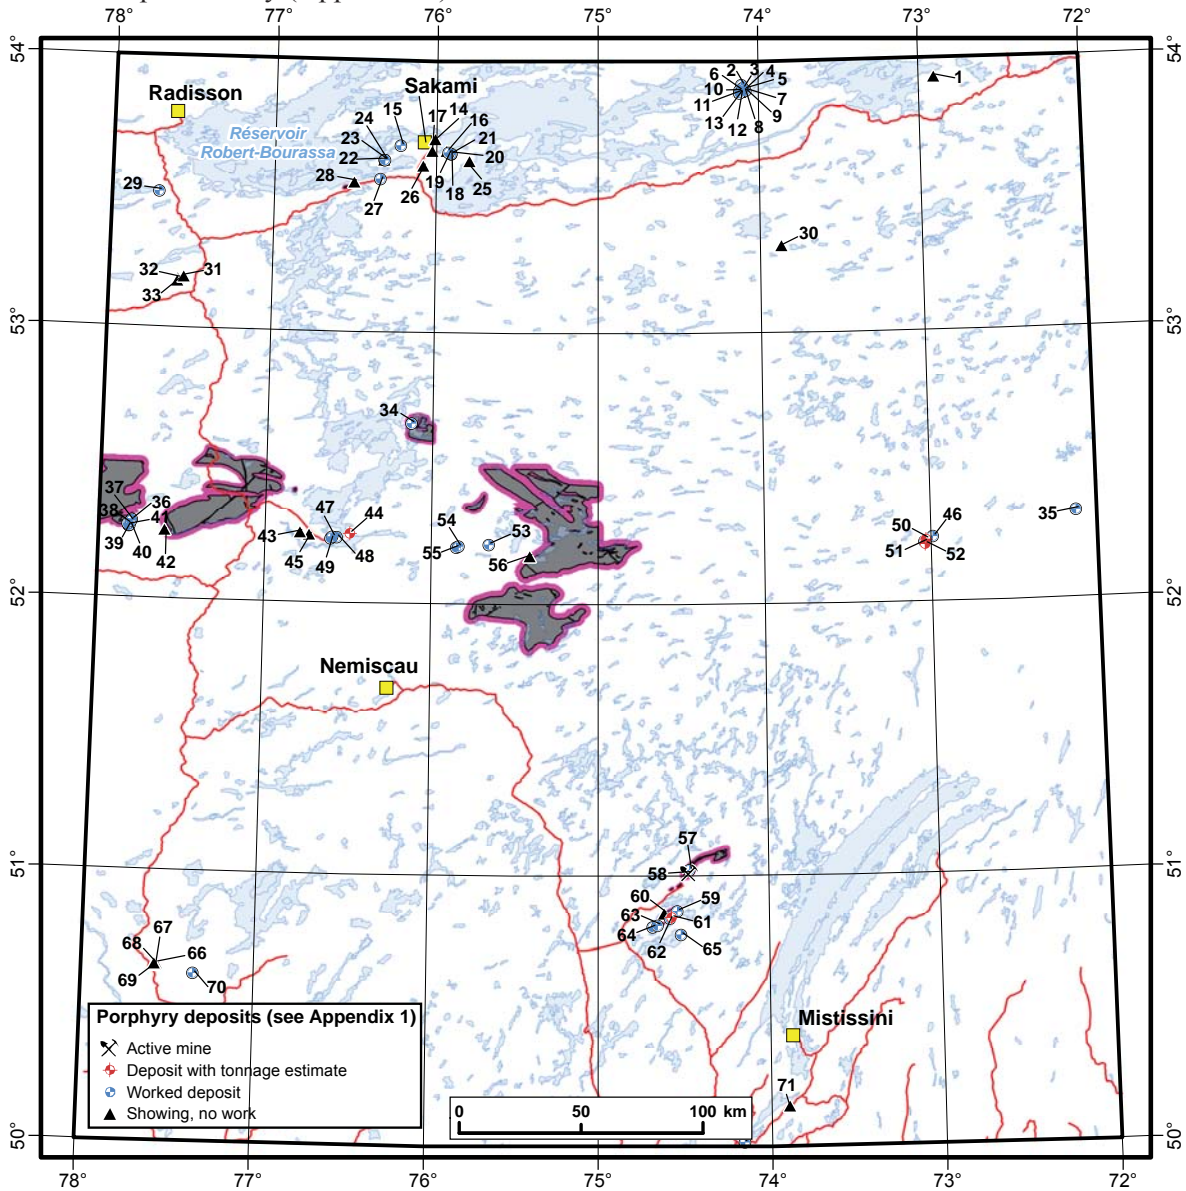 78°
77°
76°
75°
74°
73°
72°
54°
54°
Radisson
Sakami
Réservoir
Robert-Bourassa
2 3 4
6 5
10 7
11 9
13 12 8
1
15 17 14
24 16
23 21
22 20
28 19 25
27 26 18
29
30
32 31
33
53°
53°
34
37 36
38 41
39 40
42
47 44
43
45 49 48
54 53
55
56
50 46
51 52
35
52°
52°
Nemiscau
51°
51°
57
58
60 59
63 61
64 62 65
67
68 66
69 70
Mistissini
71
Porphyry deposits (see Appendix 1)
Active mine
Deposit with tonnage estimate
Worked deposit
Showing, no work
0 50 100 km
50°
50°
78°
77°
76°
75°
74°
73°
72°